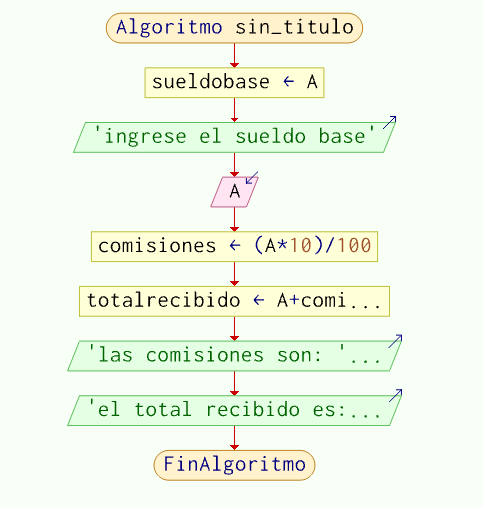 Algoritmo sin_titulo
sueldobase ← A
'ingrese el sueldo base'
A
comisiones ← (A*10)/100
totalrecibido ← A+comi...
'las comisiones son: '...
'el total recibido es:...
FinAlgoritmo